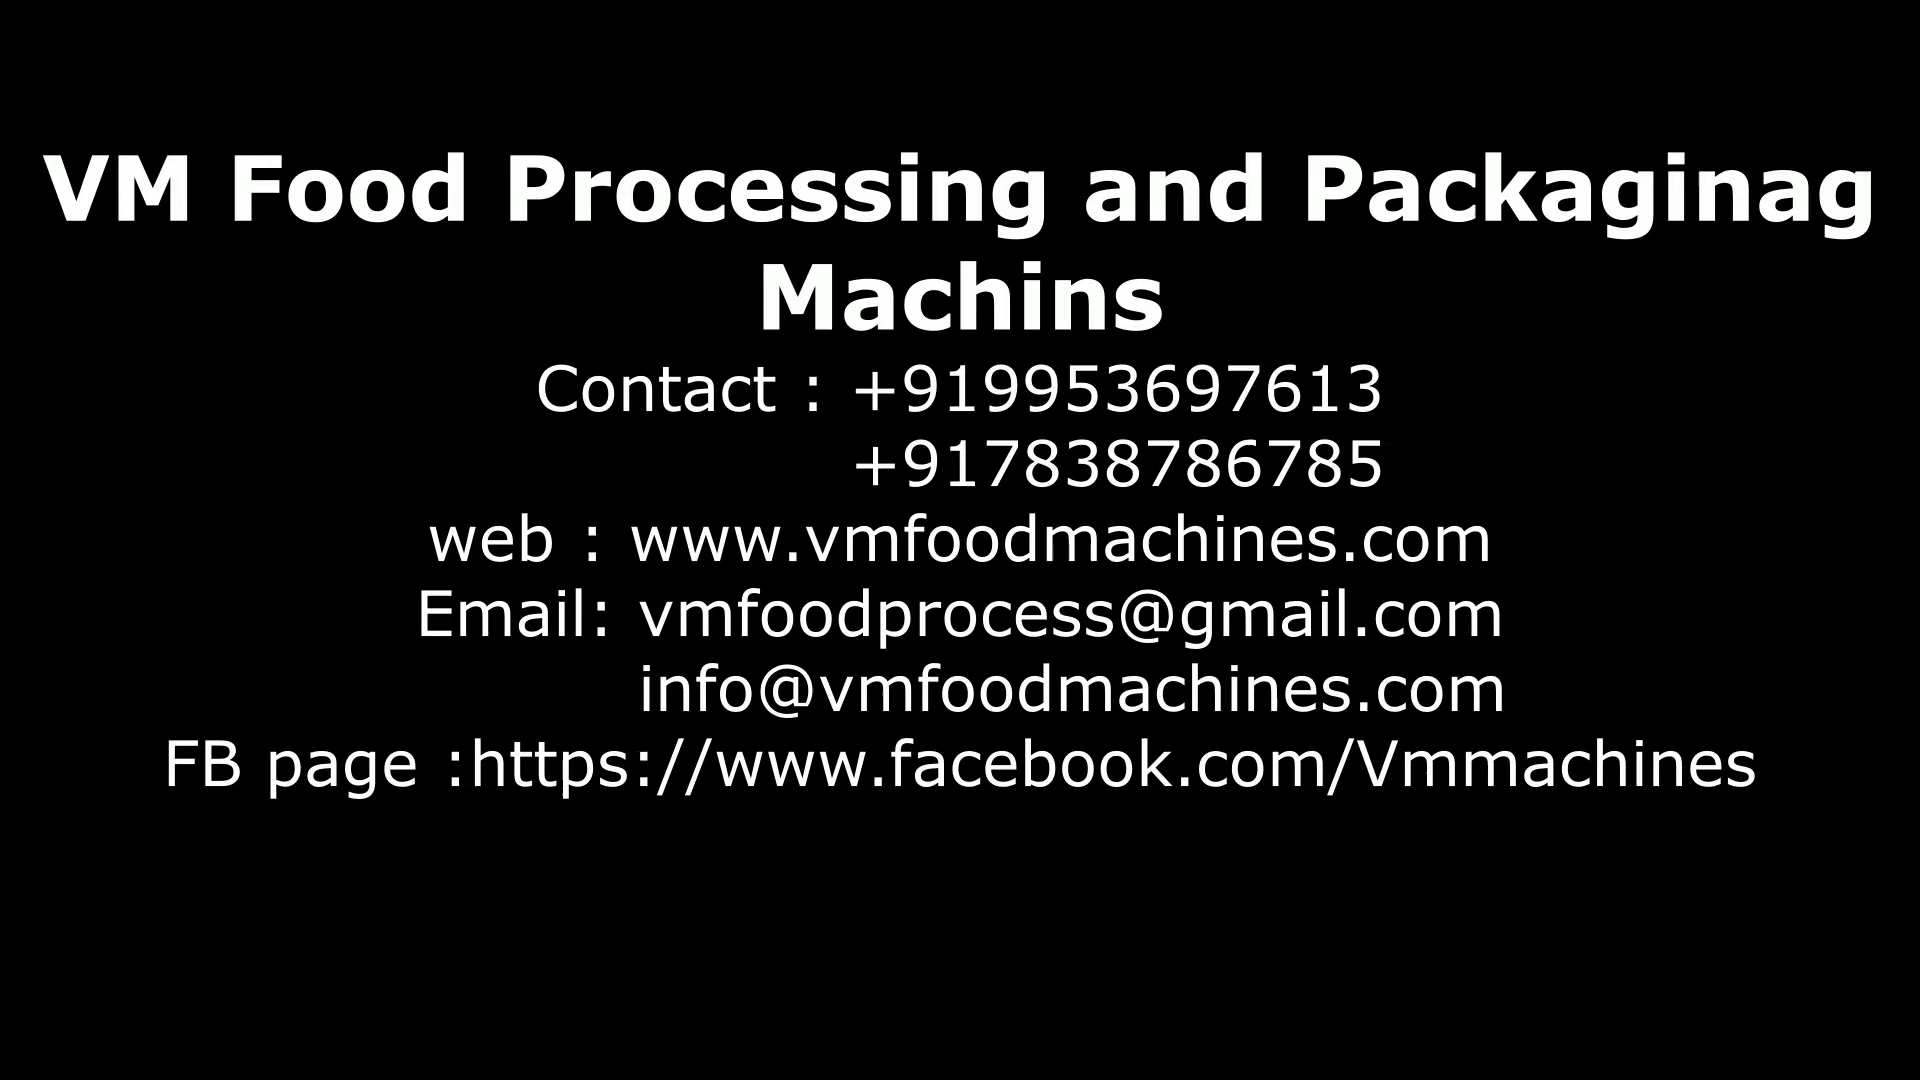 VM Food Processing and Packaginag
Machins
Contact : +919953697613
+917838786785
web : www.vmfoodmachines.com
Email: vmfoodprocess@gmail.com
info@vmfoodmachines.com
FB page :https://www.facebook.com/Vmmachines